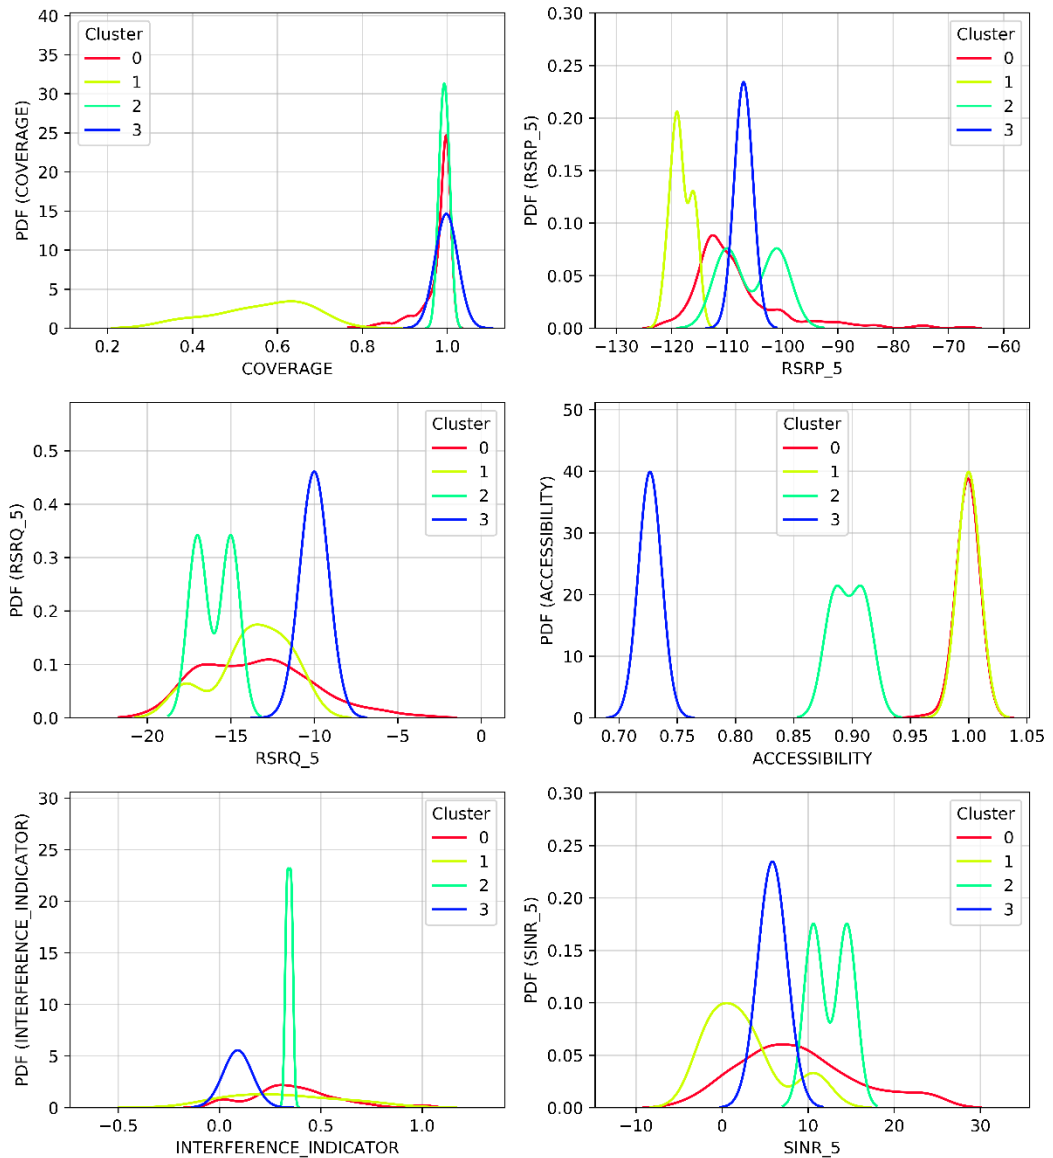 PDF (COVERAGE)
40
35
30
25
20
15
10
5
0
Cluster
0
1
2
3
0.2 0.4 0.6 0.8 1.0
COVERAGE
PDF (RSRP_5)
0.30
0.25
0.20
0.15
0.10
0.05
0.00
Cluster
0
1
2
3
−130 −120 −110 −100 −90 −80 −70 −60
RSRP_5
PDF (RSRQ_5)
0.5
0.4
0.3
0.2
0.1
0.0
Cluster
0
1
2
3
−20 −15 −10 −5 0
RSRQ_5
PDF (ACCESSIBILITY)
50
40
30
20
10
0
Cluster
0
1
2
3
0.70 0.75 0.80 0.85 0.90 0.95 1.00 1.05
ACCESSIBILITY
PDF (INTERFERENCE_INDICATOR)
30
25
20
15
10
5
0
Cluster
0
1
2
3
−0.5 0.0 0.5 1.0
INTERFERENCE_INDICATOR
PDF (SINR_5)
0.30
0.25
0.20
0.15
0.10
0.05
0.00
Cluster
0
1
2
3
−10 0 10 20 30
SINR_5